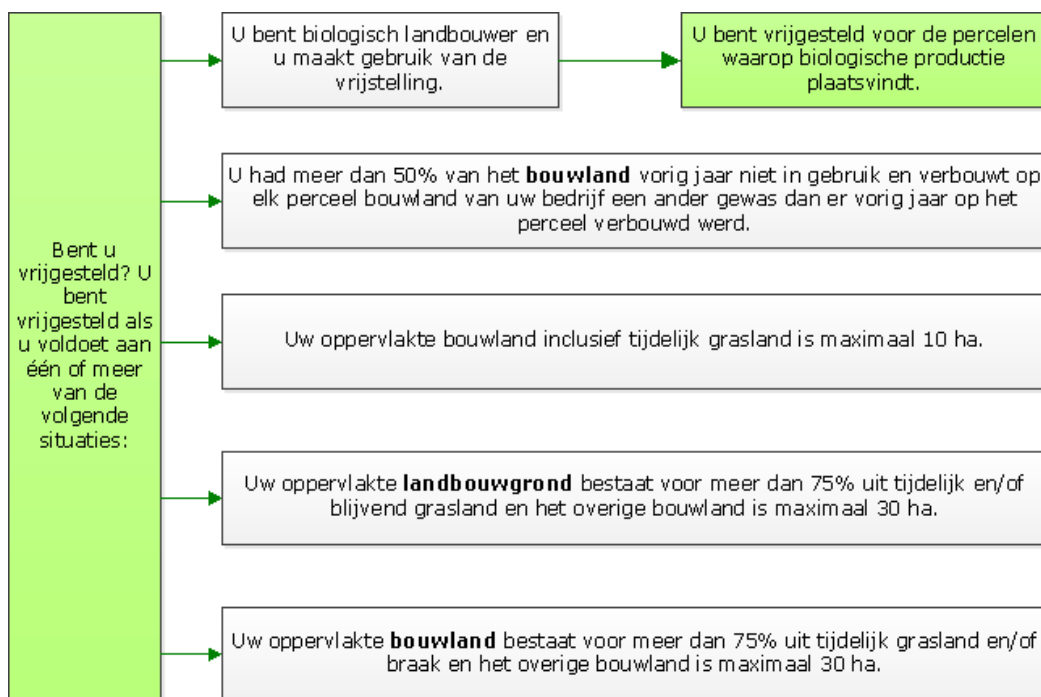 Bent u
vrijgesteld? U
bent
vrijgesteld als
u voldoet aan
één of meer
van de
volgende
situaties:
U bent biologisch landbouwer en
u maakt gebruik van de
vrijstelling.
U bent vrijgesteld voor de percelen
waarop biologische productie
plaatsvindt.
U had meer dan 50% van het bouwland vorig jaar niet in gebruik en verbouwt op
elk perceel bouwland van uw bedrijf een ander gewas dan er vorig jaar op het
perceel verbouwd werd.
Uw oppervlakte bouwland inclusief tijdelijk grasland is maximaal 10 ha.
Uw oppervlakte landbouwgrond bestaat voor meer dan 75% uit tijdelijk en/of
blijvend grasland en het overige bouwland is maximaal 30 ha.
Uw oppervlakte bouwland bestaat voor meer dan 75% uit tijdelijk grasland en/of
braak en het overige bouwland is maximaal 30 ha.